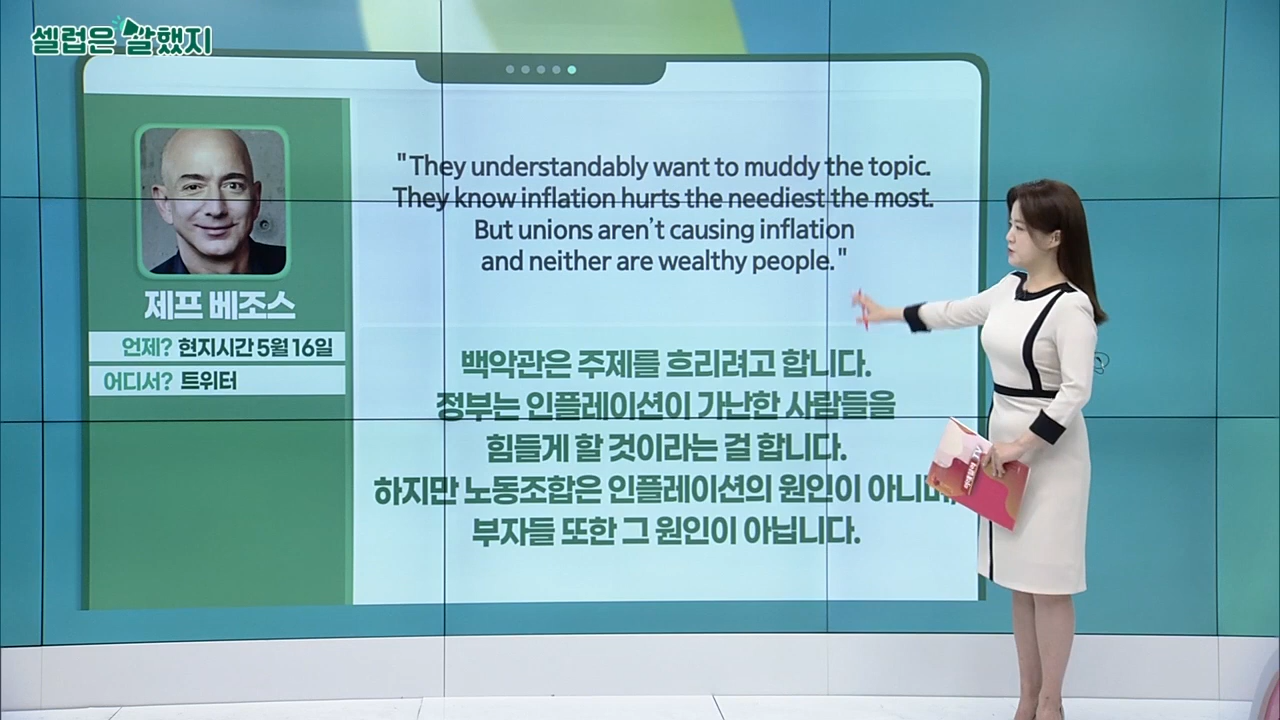 셀럽은 말했지
제프 베조스
언제? 현지시간 5월 16일
어디서? 트위터
"They understandably want to muddy the topic.
They know inflation hurts the neediest the most.
But unions aren't causing inflation
and neither are wealthy people."
백악관은 주제를 흐리려고 합니다.
정부는 인플레이션이 가난한 사람들을
힘들게 할 것이라는 걸 합니다.
하지만 노동조합은 인플레이션의 원인이 아니며,
부자들 또한 그 원인이 아닙니다.